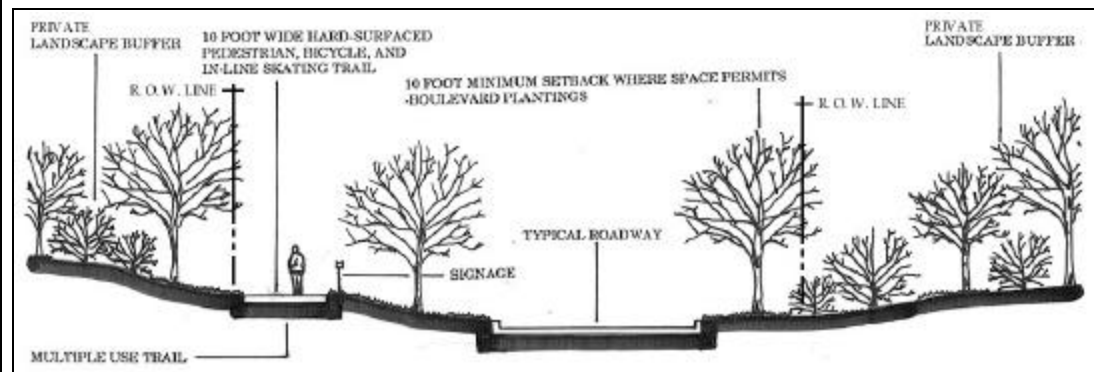 PRIVATE
LANDSCAPE BUFFER
10 FOOT WIDE HARD-SURFACED
PEDESTRIAN, BICYCLE, AND
IN-LINE SKATING TRAIL
R. O. W. LINE
10 FOOT MINIMUM SETBACK WHERE SPACE PERMITS
-BOULEVARD PLANTINGS
R. O. W. LINE
PRIVATE
LANDSCAPE BUFFER
TYPICAL ROADWAY
SIGNAGE
MULTIPLE USE TRAIL